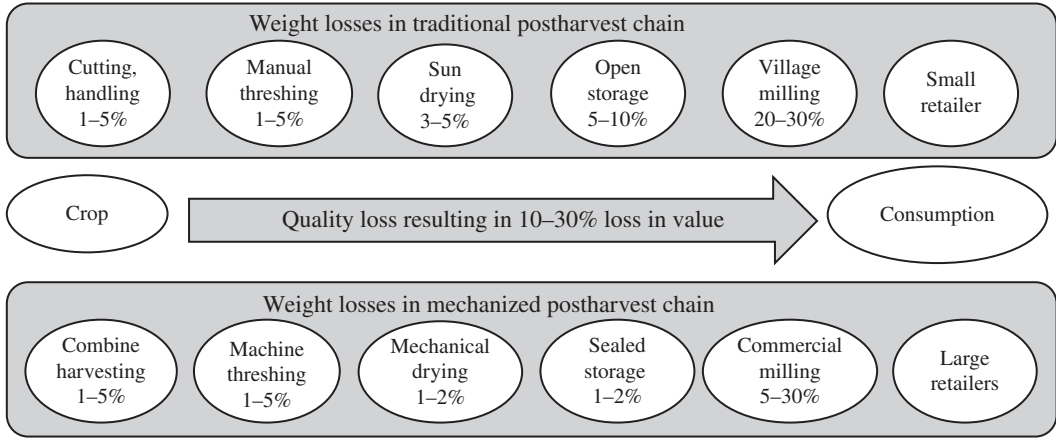 Weight losses in traditional postharvest chain
Cutting,
handling
1–5%
Manual
threshing
1–5%
Sun
drying
3–5%
Open
storage
5–10%
Village
milling
20–30%
Small
retailer
Crop
Quality loss resulting in 10–30% loss in value
Consumption
Weight losses in mechanized postharvest chain
Combine
harvesting
1–5%
Machine
threshing
1–5%
Mechanical
drying
1–2%
Sealed
storage
1–2%
Commercial
milling
5–30%
Large
retailers